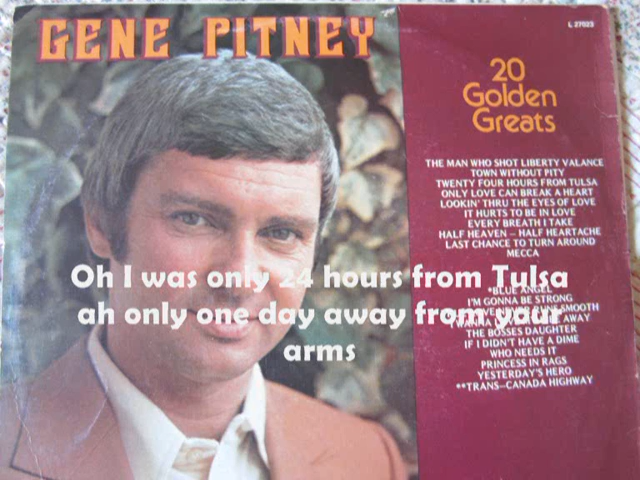 GENE PITNEY
L 27023
20
Golden
Greats
THE MAN WHO SHOT LIBERTY VALANCE
TOWN WITHOUT PITY
TWENTY FOUR HOURS FROM TULSA
ONLY LOVE CAN BREAK A HEART
LOOKIN' THRU THE EYES OF LOVE
IT HURTS TO BE IN LOVE
EVERY BREATH I TAKE
HALF HEAVEN – HALF HEARTACHE
LAST CHANCE TO TURN AROUND
MECCA
Oh I was only 24 hours from Tulsa
ah only one day away from your
arms
*BLUE ANGEL
I'M GONNA BE STRONG
SMOOTH
AWAY
THE BOSSES DAUGHTER
IF I DIDN'T HAVE A DIME
WHO NEEDS IT
PRINCESS IN RAGS
YESTERDAY'S HERO
**TRANS–CANADA HIGHWAY